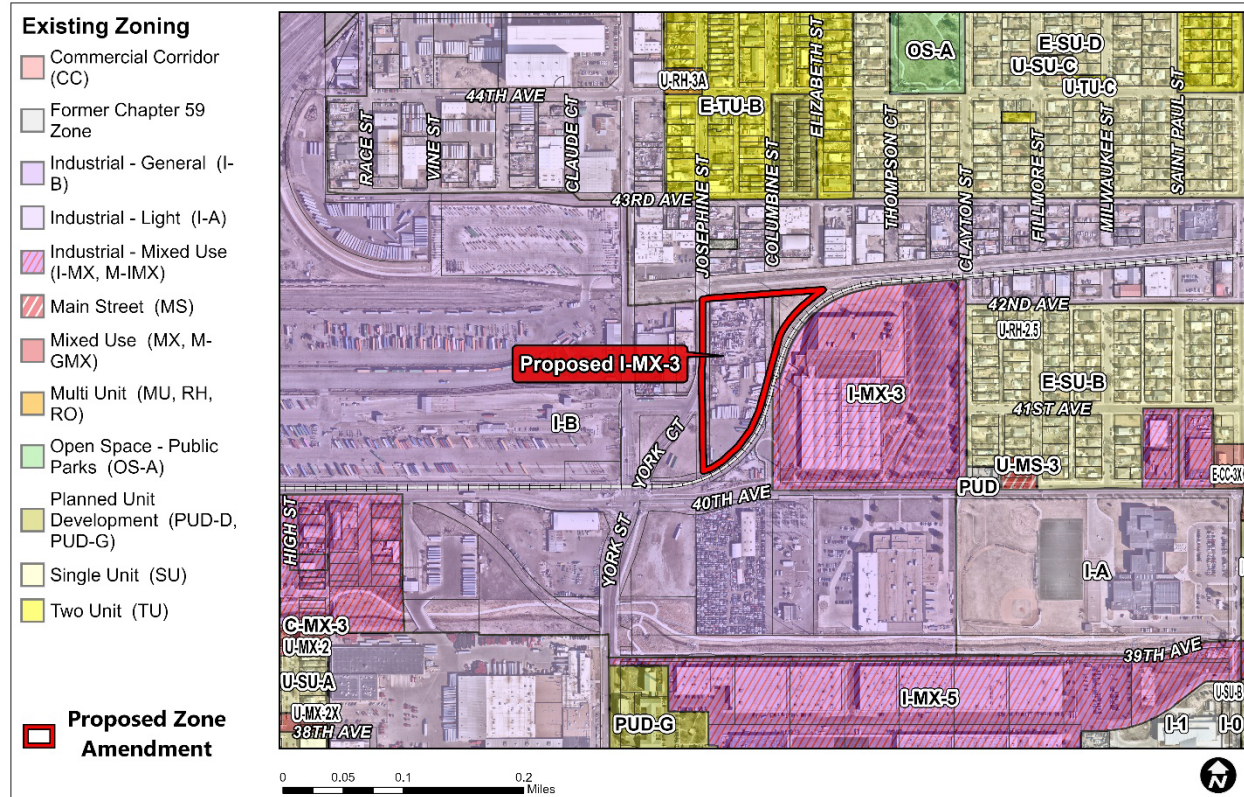 Existing Zoning
Commercial Corridor
(CC)
Former Chapter 59
Zone
Industrial - General (I-
B)
Industrial - Light (I-A)
Industrial - Mixed Use
(I-MX, M-IMX)
Main Street (MS)
Mixed Use (MX, M-
GMX)
Multi Unit (MU, RH,
RO)
Open Space - Public
Parks (OS-A)
Planned Unit
Development (PUD-D,
PUD-G)
Single Unit (SU)
Two Unit (TU)
Proposed Zone
Amendment
OS-A
E-SU-D
U-SU-C
U-TU-C
U-RH-3A
E-TU-B
44TH AVE
RACE ST
VINE ST
CLAUDE CT
JOSEPHINE ST
COLUMBINE ST
ELIZABETH ST
THOMPSON CT
CLAYTON ST
FILLMORE ST
MILWAUKEE ST
SAINT PAUL ST
43RD AVE
42ND AVE
U-RH-2.5
Proposed I-MX-3
I-MX-3
E-SU-B
41ST AVE
I-B
YORK CT
U-MS-3
E-CC-3X
PUD
40TH AVE
HIGH ST
YORK ST
I-A
C-MX-3
U-MX-2
39TH AVE
U-SU-A
I-MX-5
U-SU-B
U-MX-2X
38TH AVE
PUD-G
I-1
I-0
0
0.05
0.1
0.2
Miles
N